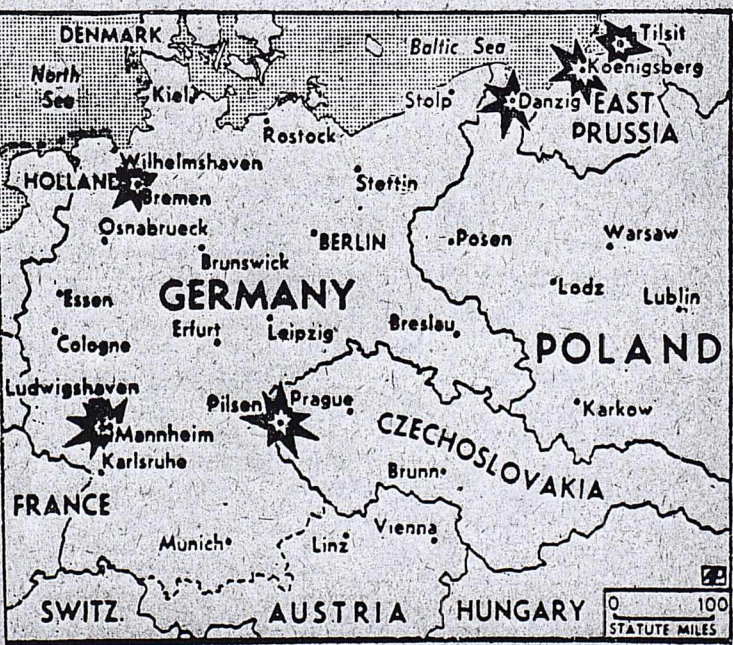 DENMARK
Baltic Sea
Tilsit
North
Sea
Koenigsberg
Kiel
Stolp
Danzig
EAST
PRUSSIA
Rostock
Wilhelmshaven
HOLLAND
Bremen
Stettin
Osnabrueck
BERLIN
Posen
Warsaw
Brunswick
Essen
GERMANY
Lodz
Lublin
Erfurt
Leipzig
Breslau
Cologne
POLAND
Ludwigshaven
Pilsen
Prague
Karkow
Mannheim
CZECHOSLOVAKIA
Karlsruhe
Brunn
FRANCE
Munich
Linz
Vienna
AP
SWITZ.
AUSTRIA
HUNGARY
0 100
STATUTE MILES